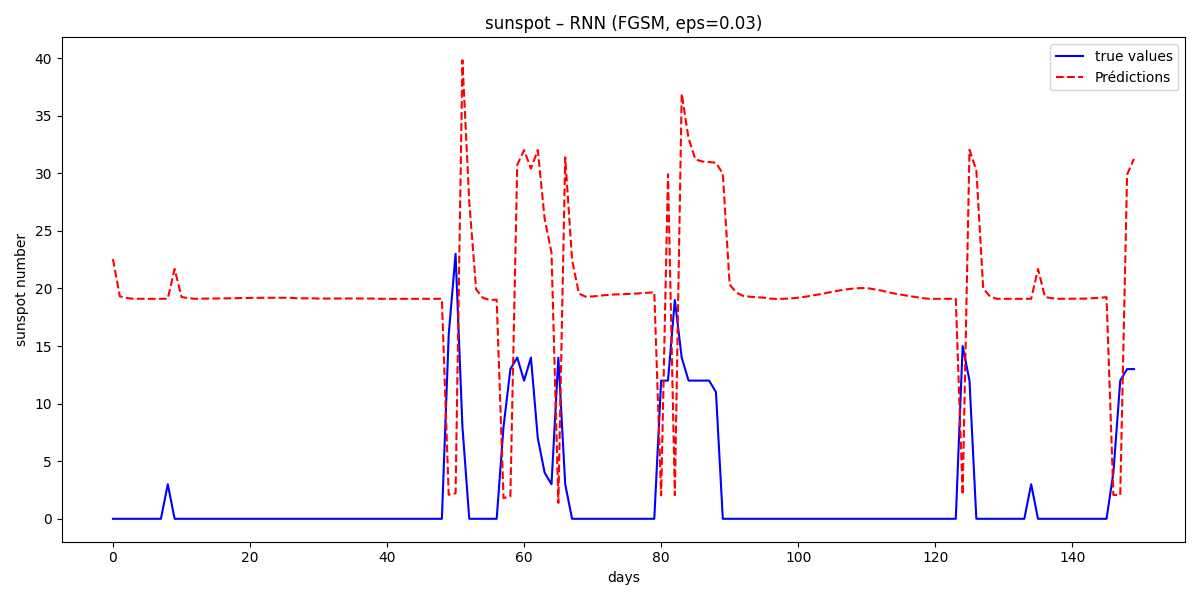 sunspot – RNN (FGSM, eps=0.03)
true values
Prédictions
sunspot number
40
35
30
25
20
15
10
5
0
0 20 40 60 80 100 120 140
days